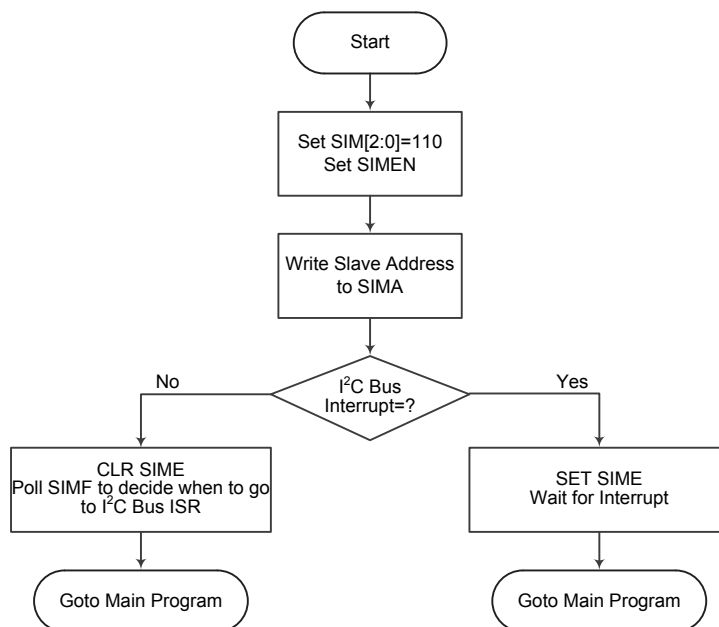 Start
Set SIM[2:0]=110
Set SIMEN
Write Slave Address
to SIMA
No
I²C Bus
Interrupt=?
Yes
CLR SIME
Poll SIMF to decide when to go
to I²C Bus ISR
SET SIME
Wait for Interrupt
Goto Main Program
Goto Main Program